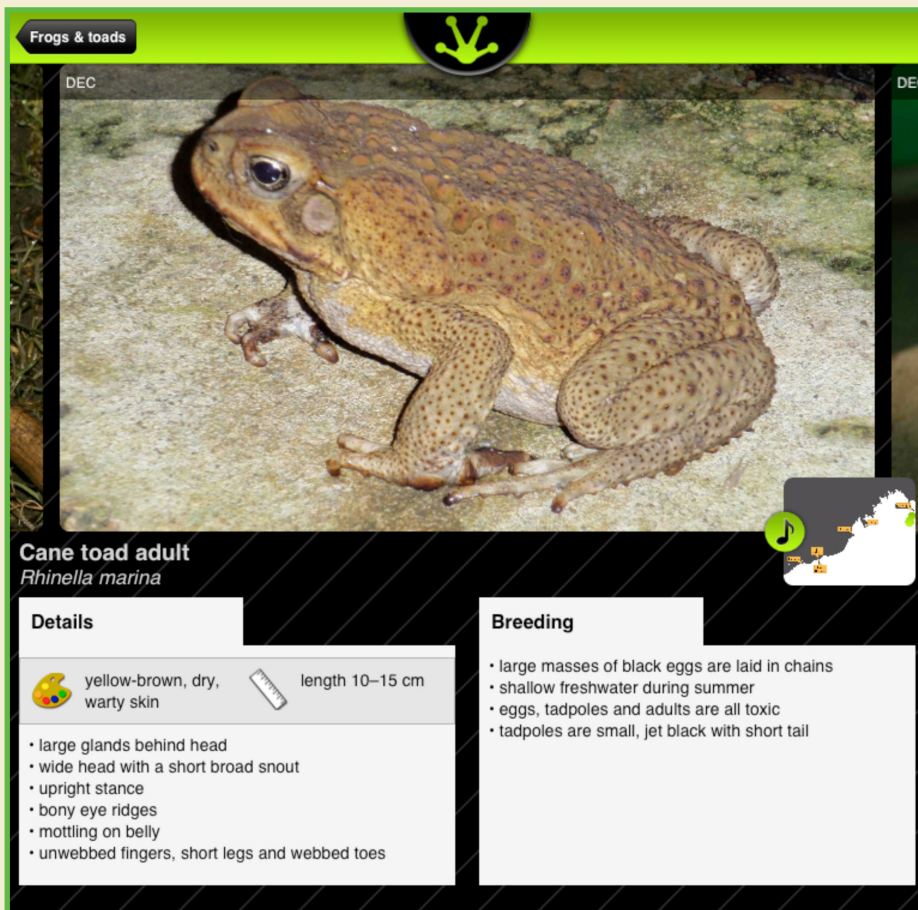 Frogs & toads
DEC
DE
Cane toad adult
Rhinella marina
Details
yellow-brown, dry,
warty skin
length 10–15 cm
• large glands behind head
• wide head with a short broad snout
• upright stance
• bony eye ridges
• mottling on belly
• unwebbed fingers, short legs and webbed toes
Breeding
• large masses of black eggs are laid in chains
• shallow freshwater during summer
• eggs, tadpoles and adults are all toxic
• tadpoles are small, jet black with short tail